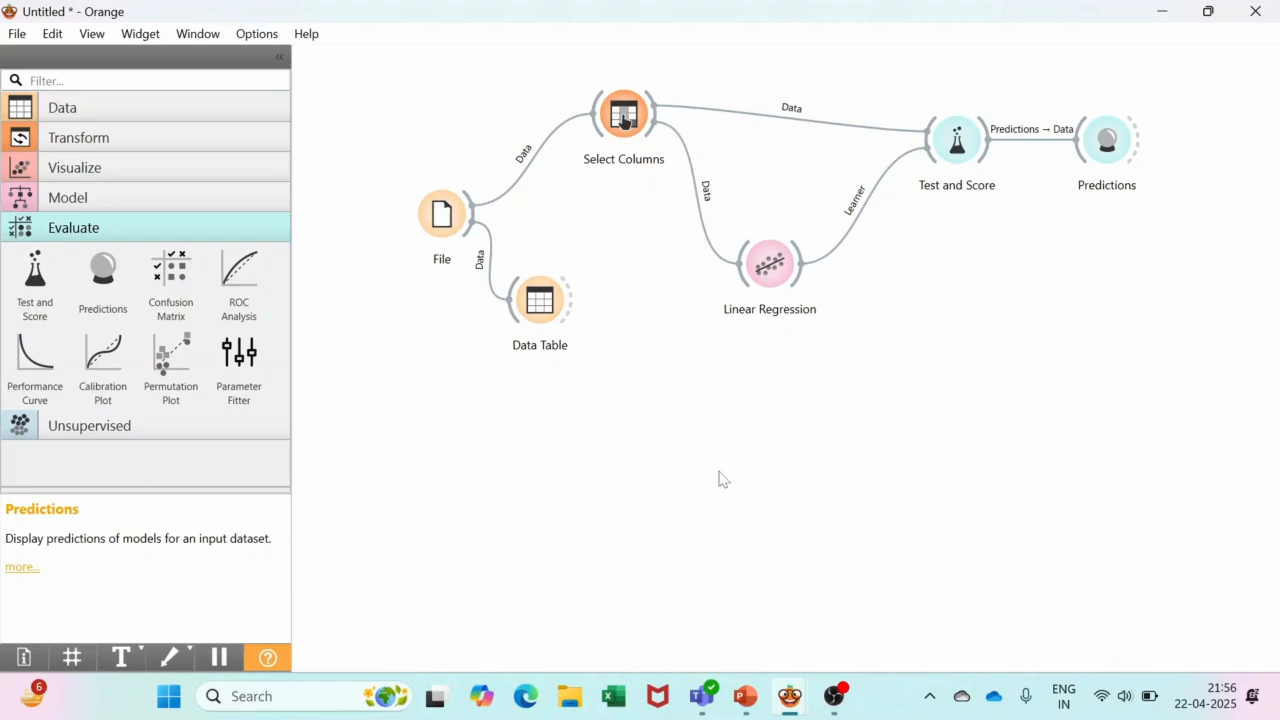 Untitled * - Orange
File Edit View Widget Window Options Help
Filter...
Data
Transform
Visualize
Model
Evaluate
Test and Score
Predictions
Confusion Matrix
ROC Analysis
Performance Curve
Calibration Plot
Permutation Plot
Parameter Fitter
Unsupervised
Predictions
Display predictions of models for an input dataset.
more...
Data
Select Columns
Data
Data
File
Data
Data Table
Linear Regression
Learner
Test and Score
Predictions → Data
Predictions
6
Search
ENG
IN
21:56
22-04-2025